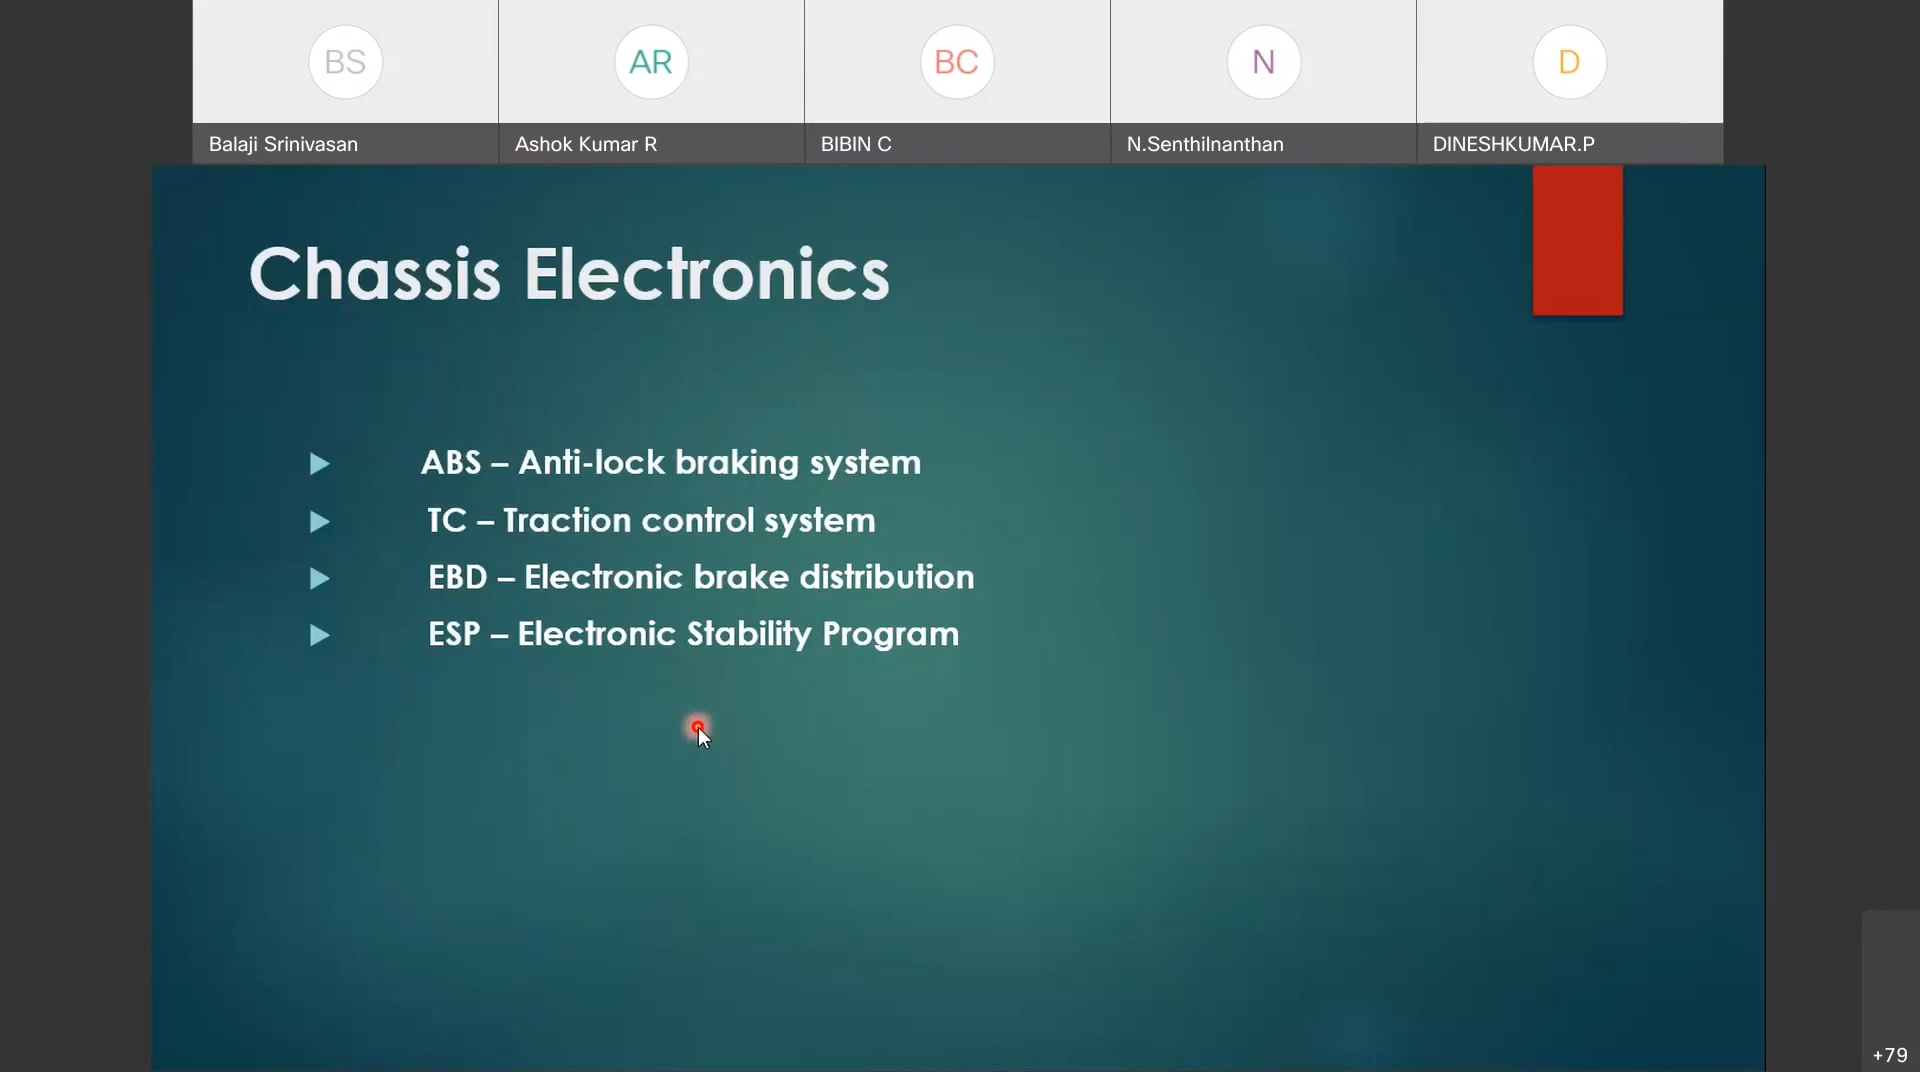 BS
AR
BC
N
D
Balaji Srinivasan
Ashok Kumar R
BIBIN C
N.Senthilnanthan
DINESHKUMAR.P
Chassis Electronics
ABS – Anti-lock braking system
TC – Traction control system
EBD – Electronic brake distribution
ESP – Electronic Stability Program
+79